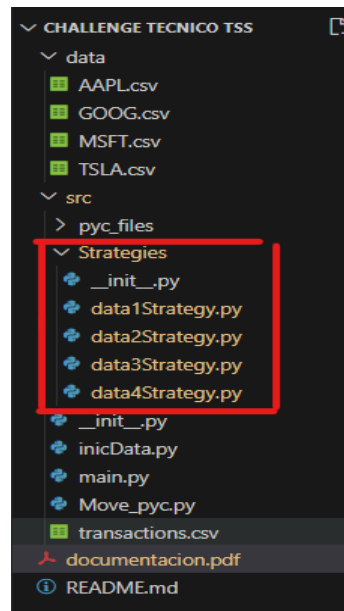 CHALLENGE TECNICO TSS
data
AAPL.csv
GOOG.csv
MSFT.csv
TSLA.csv
src
pyc_files
Strategies
__init__.py
data1Strategy.py
data2Strategy.py
data3Strategy.py
data4Strategy.py
__init__.py
inicData.py
main.py
Move_pyc.py
transactions.csv
documentacion.pdf
README.md